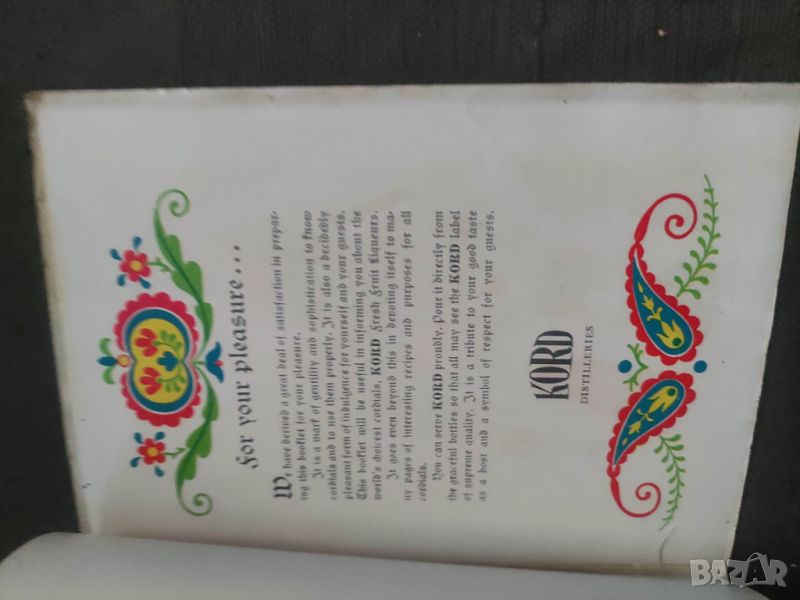 For your pleasure...
We have derived a great deal of satisfaction in prepar-
ing this booklet for your pleasure.
It is a mark of gentility and sophistication to know
cordials and to use them properly. It is also a decidedly
pleasant form of indulgence for yourself and your guests.
This booklet will be useful in informing you about the
world's choicest cordials, KORD Fresh Fruit Liqueurs.
It goes even beyond this in devoting itself to ma-
ny pages of interesting recipes and purposes for all
cordials.
You can serve KORD proudly. Pour it directly from
the graceful bottles so that all may see the KORD label
of supreme quality. It is a tribute to your good taste
as a host and a symbol of respect for your guests.
KORD
DISTILLERIES
BAZAR